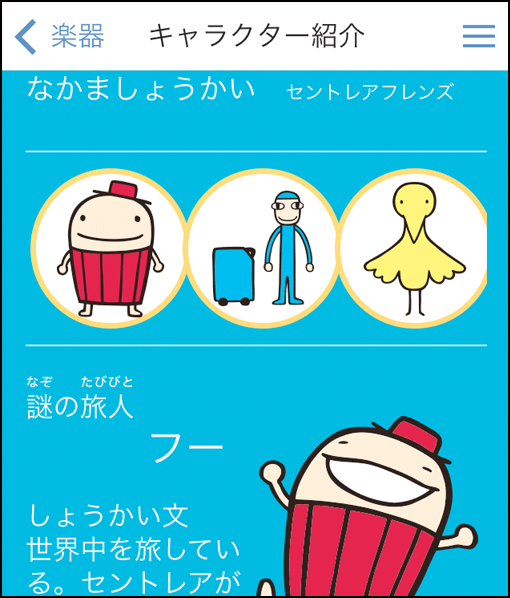 楽器 キャラクター紹介
なかましょうかい セントレアフレンズ
なぞ たびびと
謎の旅人
フー
しょうかい文
世界中を旅してい
る。セントレアが